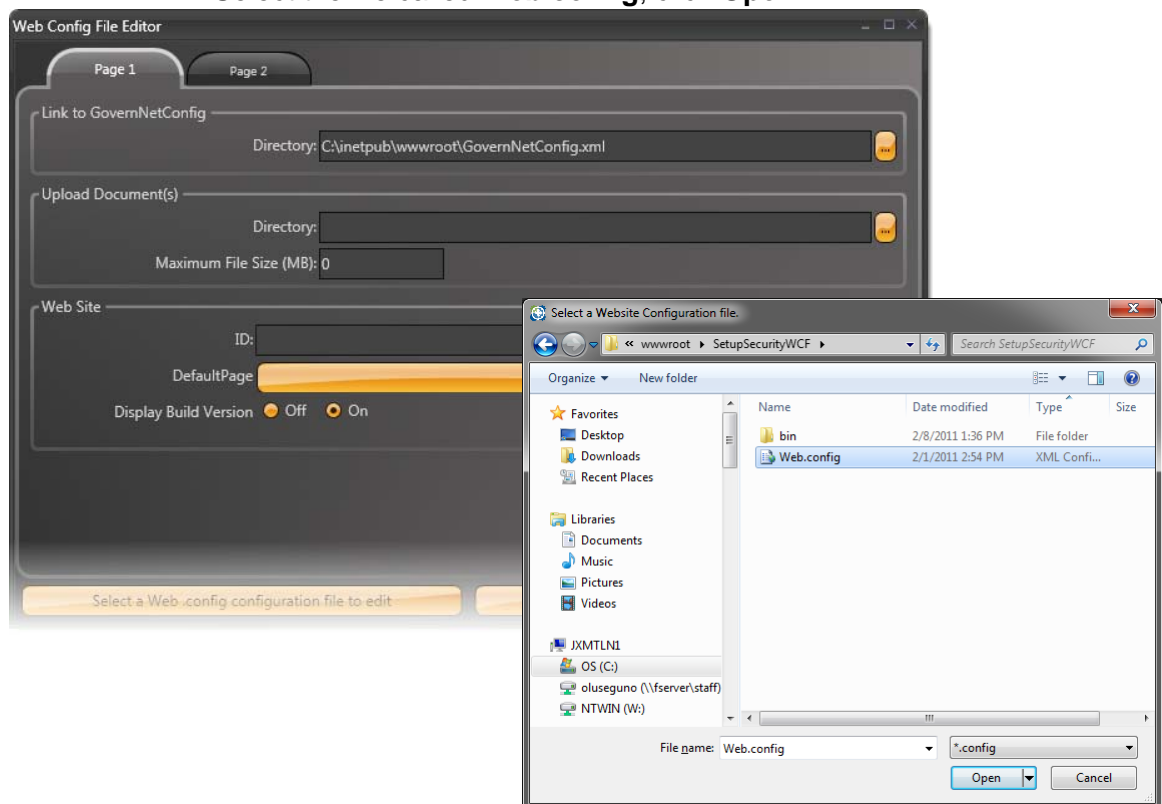 Web Config File Editor
Page 1
Page 2
Link to GovernNetConfig
Directory: C:\inetpub\wwwroot\GovernNetConfig.xml
...
Upload Document(s)
Directory:
...
Maximum File Size (MB): 0
Web Site
ID:
DefaultPage
Display Build Version Off On
Select a Web .config configuration file to edit
Select a Website Configuration file.
« wwwroot SetupSecurityWCF
Search SetupSecurityWCF
Organize New folder
Favorites
Desktop
Downloads
Recent Places
Libraries
Documents
Music
Pictures
Videos
JXMTLN1
OS (C:)
oluseguno (\\fserver\staff)
NTWIN (W:)
Name Date modified Type Size
bin 2/8/2011 1:36 PM File folder
Web.config 2/1/2011 2:54 PM XML Confi...
File name: Web.config
*.config
Open Cancel